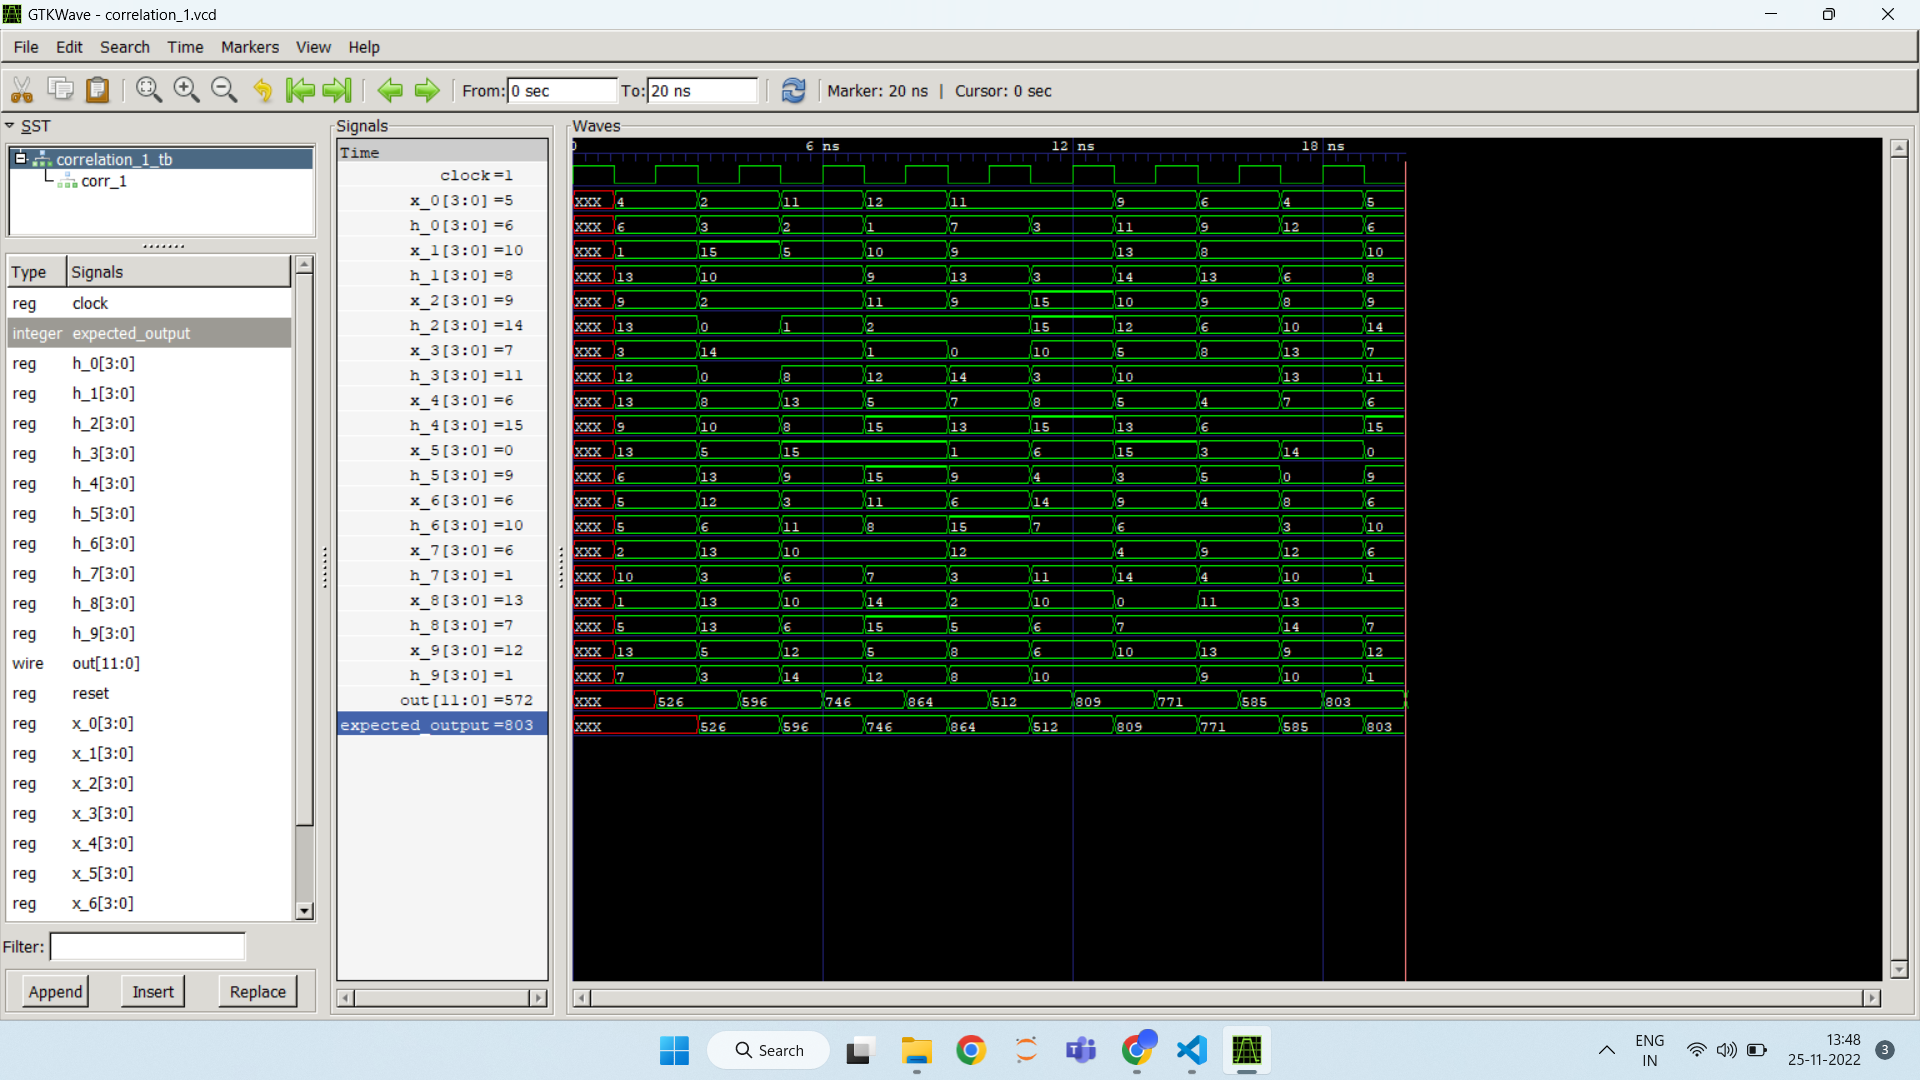 GTKWave - correlation_1.vcd
File Edit Search Time Markers View Help
From: 0 sec To: 20 ns Marker: 20 ns | Cursor: 0 sec
SST
correlation_1_tb
corr_1
Type Signals
reg clock
integer expected_output
reg h_0[3:0]
reg h_1[3:0]
reg h_2[3:0]
reg h_3[3:0]
reg h_4[3:0]
reg h_5[3:0]
reg h_6[3:0]
reg h_7[3:0]
reg h_8[3:0]
reg h_9[3:0]
wire out[11:0]
reg reset
reg x_0[3:0]
reg x_1[3:0]
reg x_2[3:0]
reg x_3[3:0]
reg x_4[3:0]
reg x_5[3:0]
reg x_6[3:0]
Filter:
Append Insert Replace
Signals
Waves
Time 0 6 ns 12 ns 18 ns
clock=1
x_0[3:0]=5 XXX 4 2 11 12 11 9 6 4 5
h_0[3:0]=6 XXX 6 3 2 1 7 3 11 9 12 6
x_1[3:0]=10 XXX 1 15 5 10 9 13 8 10
h_1[3:0]=8 XXX 13 10 9 13 3 14 13 6 8
x_2[3:0]=9 XXX 9 2 11 9 15 10 9 8 9
h_2[3:0]=14 XXX 13 0 1 2 15 12 6 10 14
x_3[3:0]=7 XXX 3 14 1 0 10 5 8 13 7
h_3[3:0]=11 XXX 12 0 8 12 14 3 10 13 11
x_4[3:0]=6 XXX 13 8 13 5 7 8 5 4 7 6
h_4[3:0]=15 XXX 9 10 8 15 13 15 13 6 15
x_5[3:0]=0 XXX 13 5 15 1 6 15 3 14 0
h_5[3:0]=9 XXX 6 13 9 15 9 4 3 5 0 9
x_6[3:0]=6 XXX 5 12 3 11 6 14 9 4 8 6
h_6[3:0]=10 XXX 5 6 11 8 15 7 6 3 10
x_7[3:0]=6 XXX 2 13 10 12 4 9 12 6
h_7[3:0]=1 XXX 10 3 6 7 3 11 14 4 10 1
x_8[3:0]=13 XXX 1 13 10 14 2 10 0 11 13
h_8[3:0]=7 XXX 5 13 6 15 5 6 7 14 7
x_9[3:0]=12 XXX 13 5 12 5 8 6 10 13 9 12
h_9[3:0]=1 XXX 7 3 14 12 8 10 9 10 1
out[11:0]=572 XXX 526 596 746 864 512 809 771 585 803
expected_output=803 XXX 526 596 746 864 512 809 771 585 803
Search
ENG
IN
13:48
25-11-2022
3